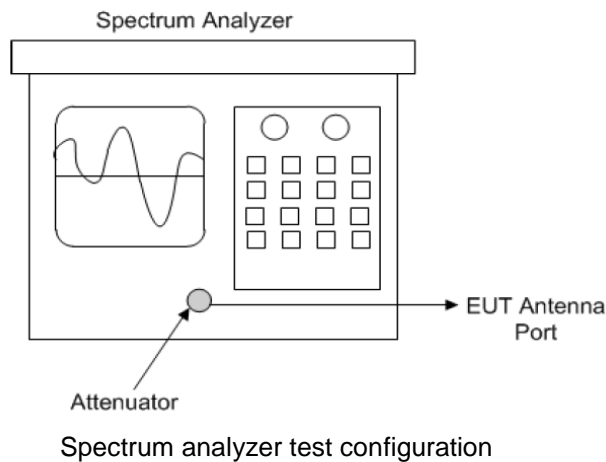 Spectrum Analyzer
EUT Antenna
Port
Attenuator
Spectrum analyzer test configuration